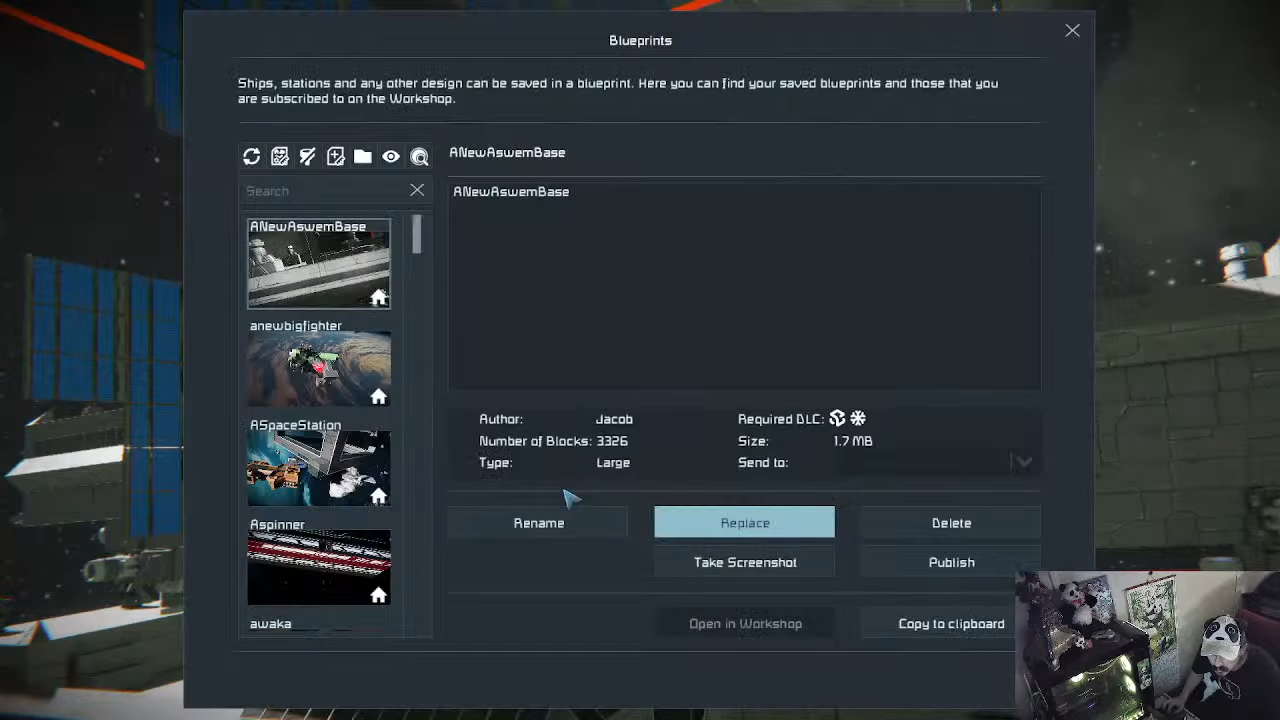 Blueprints
Ships, stations and any other design can be saved in a blueprint. Here you can find your saved blueprints and those that you
are subscribed to on the Workshop.
ANewAswemBase
Search
ANewAswemBase
ANewAswemBase
anewbigfighter
ASpaceStation
Aspinner
awaka
Author: Jacob
Required DLC:
Number of Blocks: 3326
Size: 1.7 MB
Type: Large
Send to:
Rename
Replace
Delete
Take Screenshot
Publish
Open in Workshop
Copy to clipboard